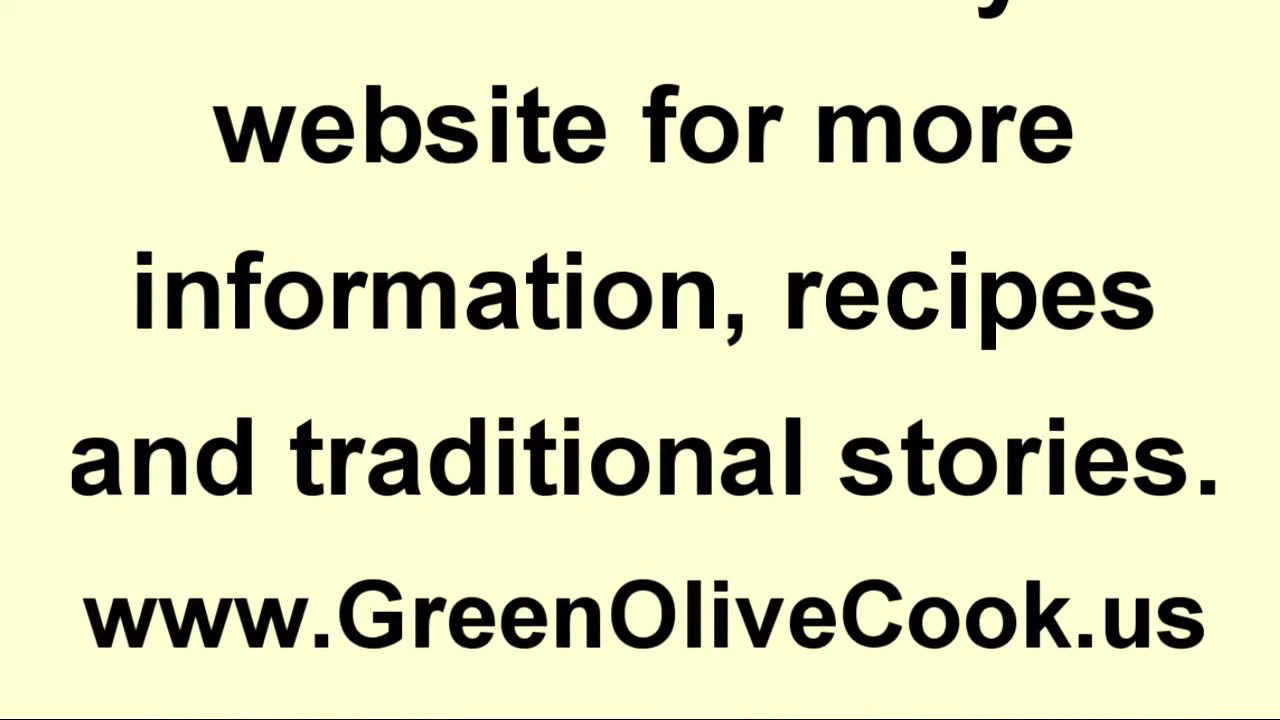 website for more
information, recipes
and traditional stories.
www.GreenOliveCook.us